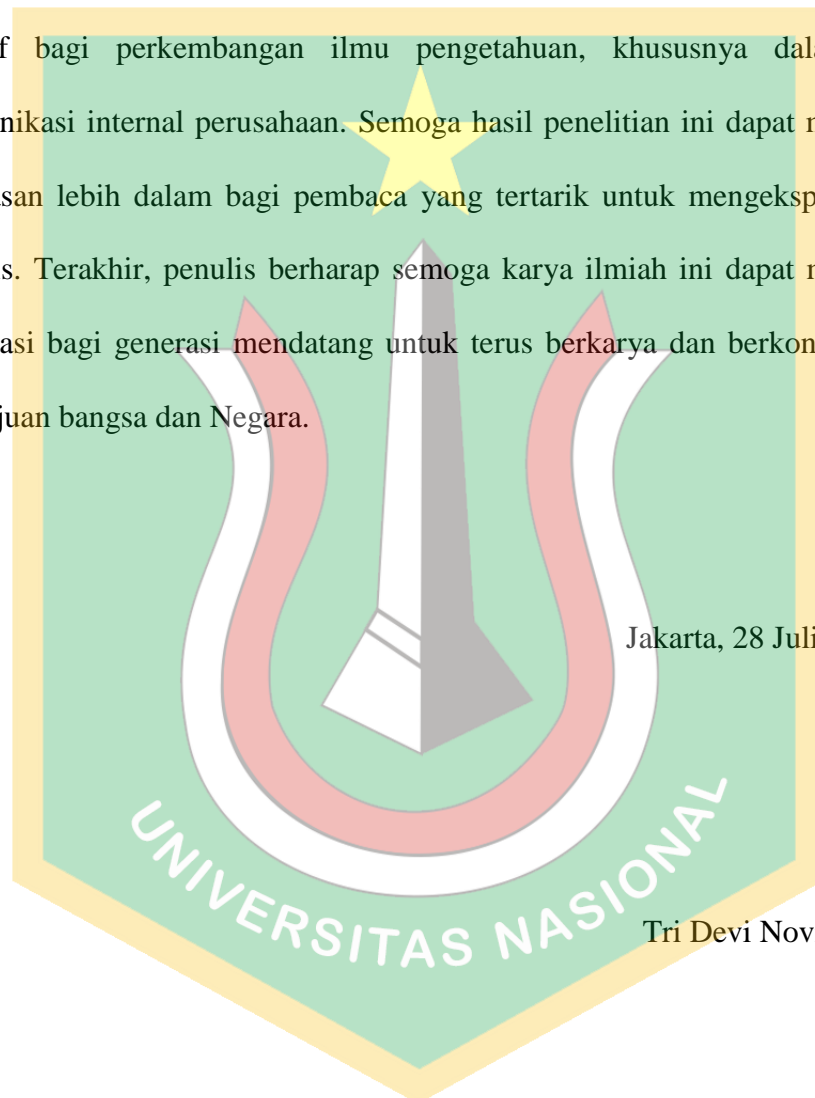 f bagi perkembangan ilmu pengetahuan, khususnya dala
nikasi internal perusahaan. Semoga hasil penelitian ini dapat
san lebih dalam bagi pembaca yang tertarik untuk mengeksp
s. Terakhir, penulis berharap semoga karya ilmiah ini dapat
asi bagi generasi mendatang untuk terus berkarya dan berkon
juan bangsa dan Negara.
Jakarta, 28 Juli
Tri Devi Nov
UNIVERSITAS NASIONAL